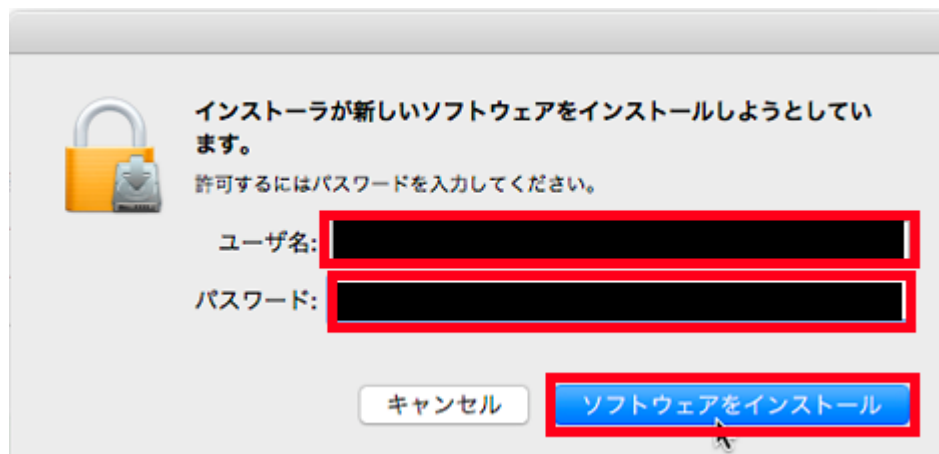 インストーラが新しいソフトウェアをインストールしようとしてい
ます。
許可するにはパスワードを入力してください。
ユーザ名:
パスワード:
キャンセル ソフトウェアをインストール